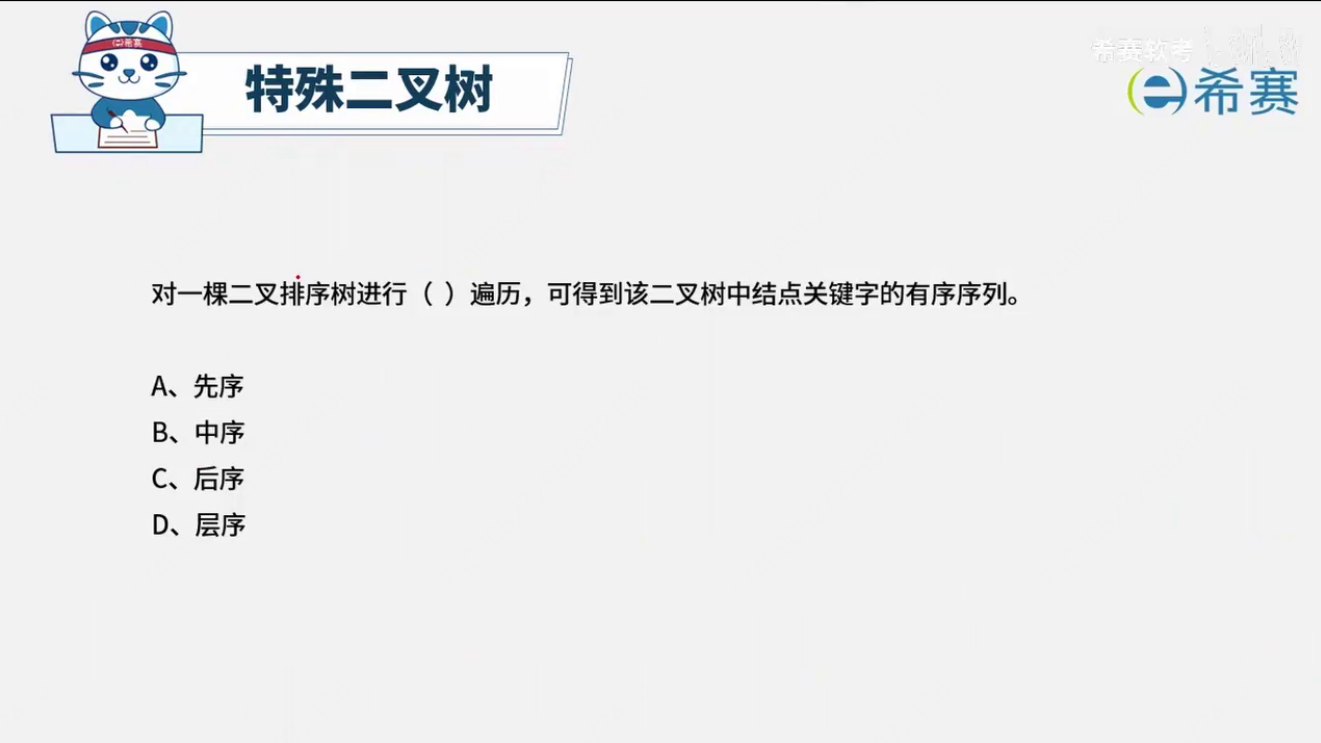 希赛
特殊二叉树
希赛软考
希赛
对一棵二叉排序树进行（ ）遍历，可得到该二叉树中结点关键字的有序序列。
A、先序
B、中序
C、后序
D、层序